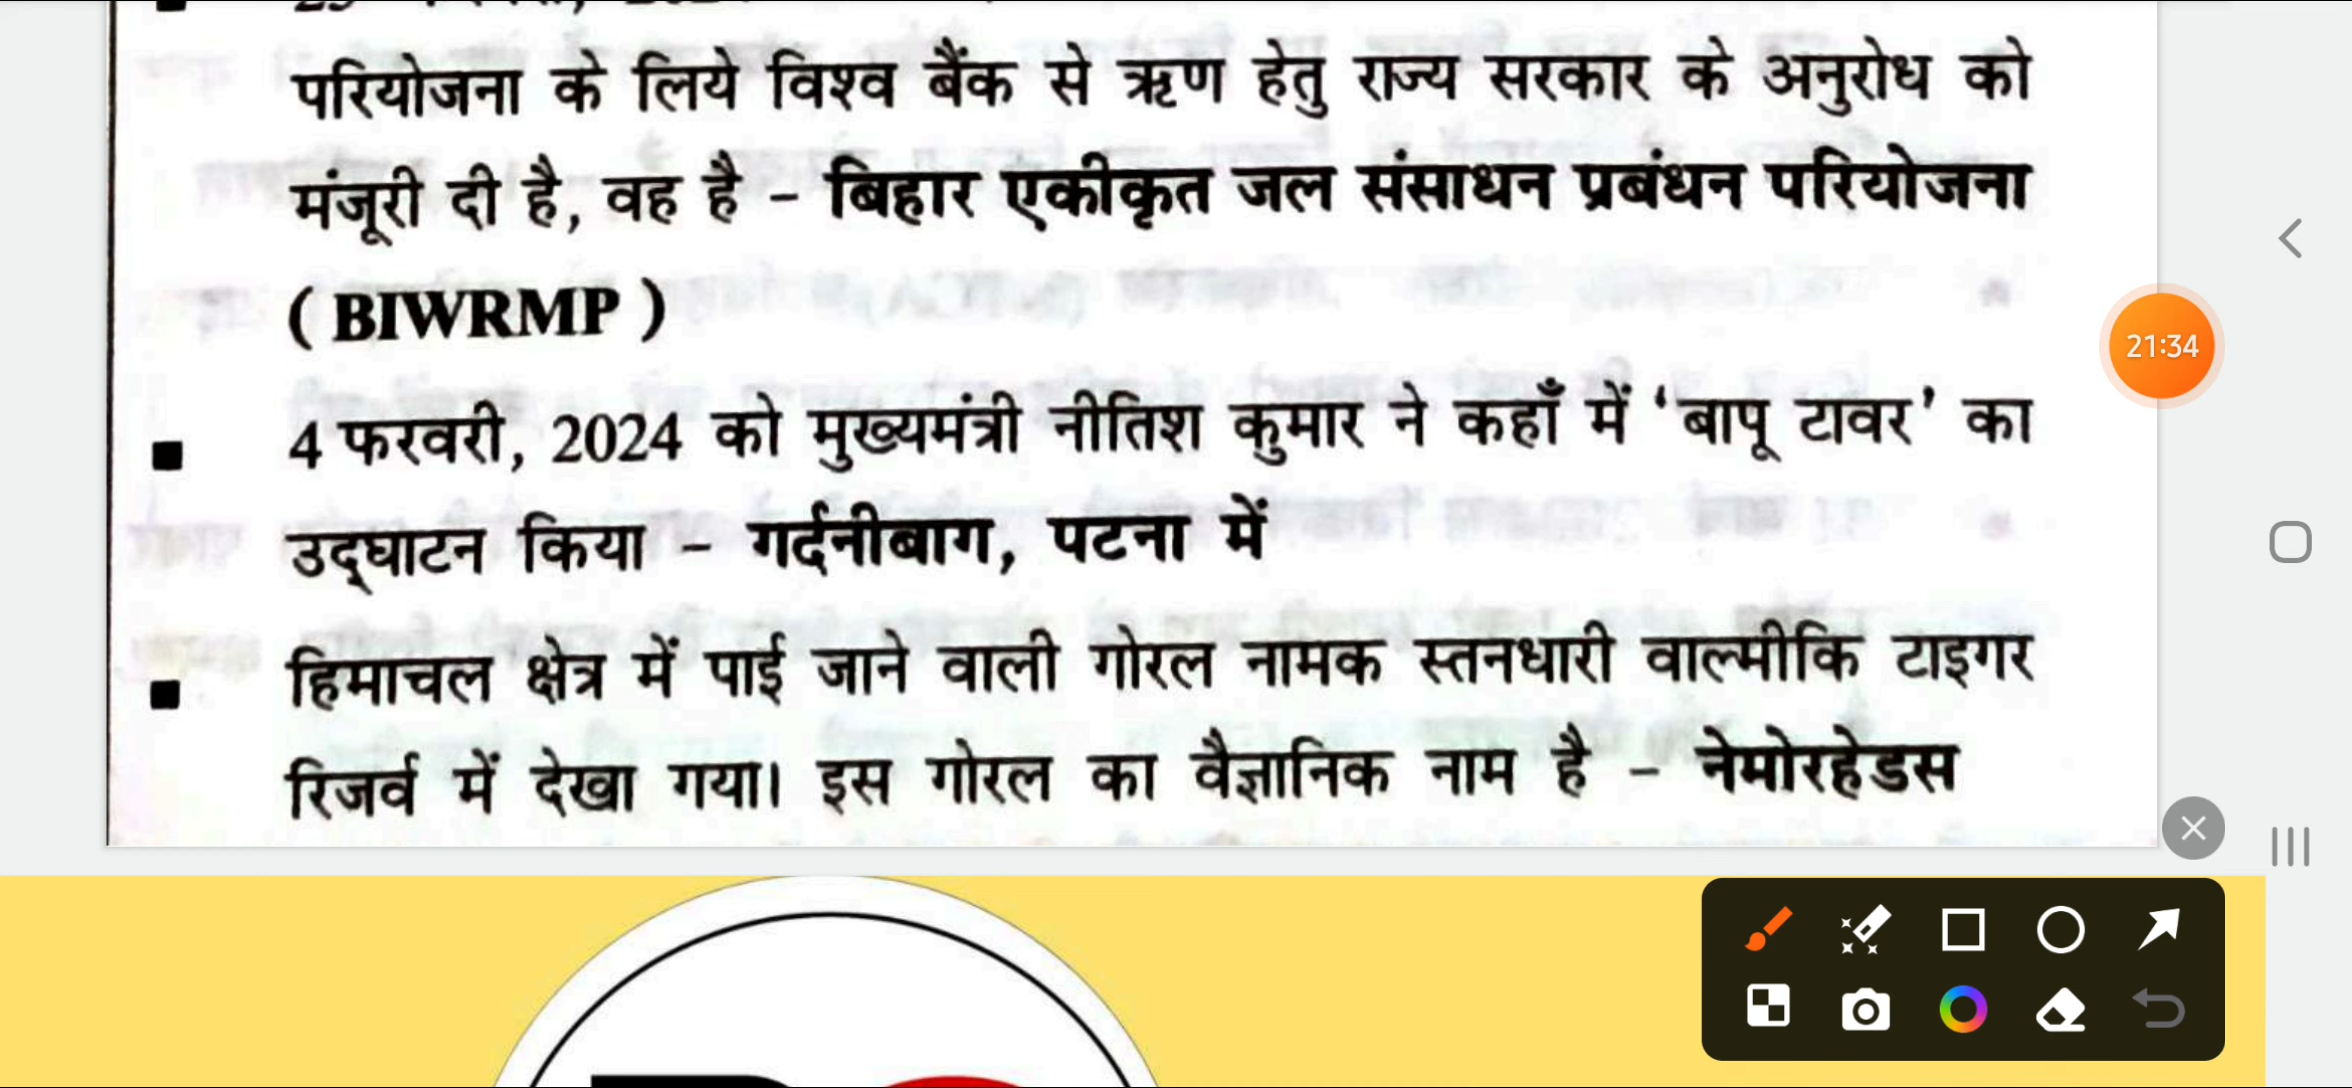 परियोजना के लिये विश्व बैंक से ऋण हेतु राज्य सरकार के अनुरोध को
मंजूरी दी है, वह है – बिहार एकीकृत जल संसाधन प्रबंधन परियोजना
( BIWRMP )
■ 4 फरवरी, 2024 को मुख्यमंत्री नीतिश कुमार ने कहाँ में ‘बापू टावर’ का
उद्घाटन किया – गर्दनीबाग, पटना में
■ हिमाचल क्षेत्र में पाई जाने वाली गोरल नामक स्तनधारी वाल्मीकि टाइगर
रिजर्व में देखा गया। इस गोरल का वैज्ञानिक नाम है – नेमोरहेडस
21:34